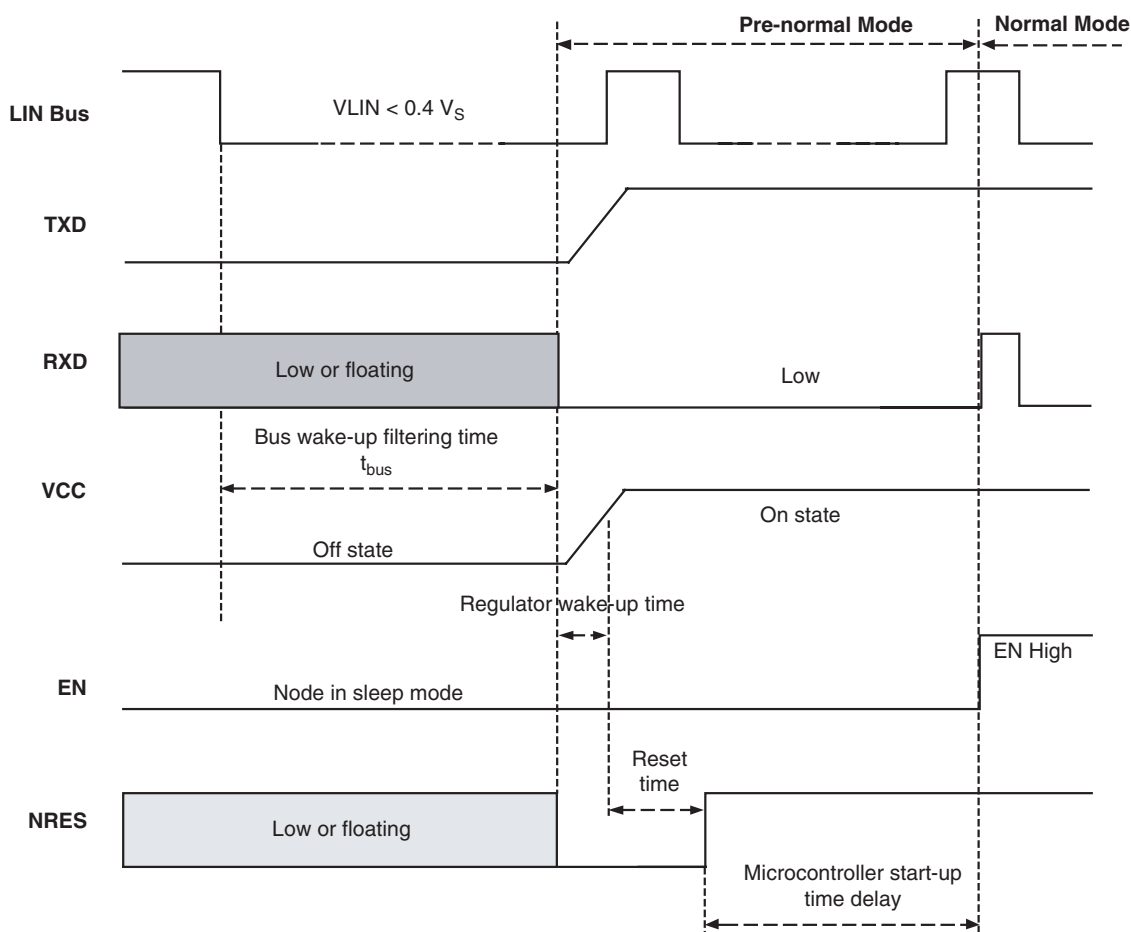 Pre-normal Mode
Normal Mode
LIN Bus
VLIN < 0.4 VS
TXD
RXD
Low or floating
Low
Bus wake-up filtering time
tbus
VCC
On state
Off state
Regulator wake-up time
EN
Node in sleep mode
EN High
Reset
time
NRES
Low or floating
Microcontroller start-up
time delay